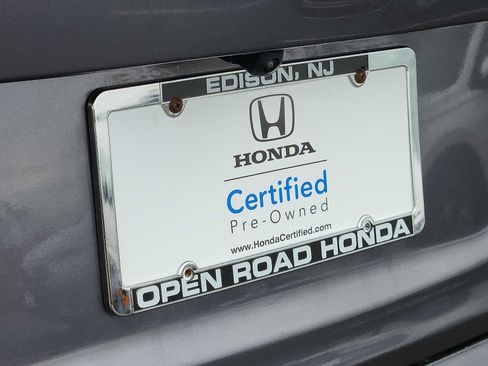 EDISON, NJ
HONDA
Certified
Pre-Owned
www.HondaCertified.com
OPEN ROAD HONDA